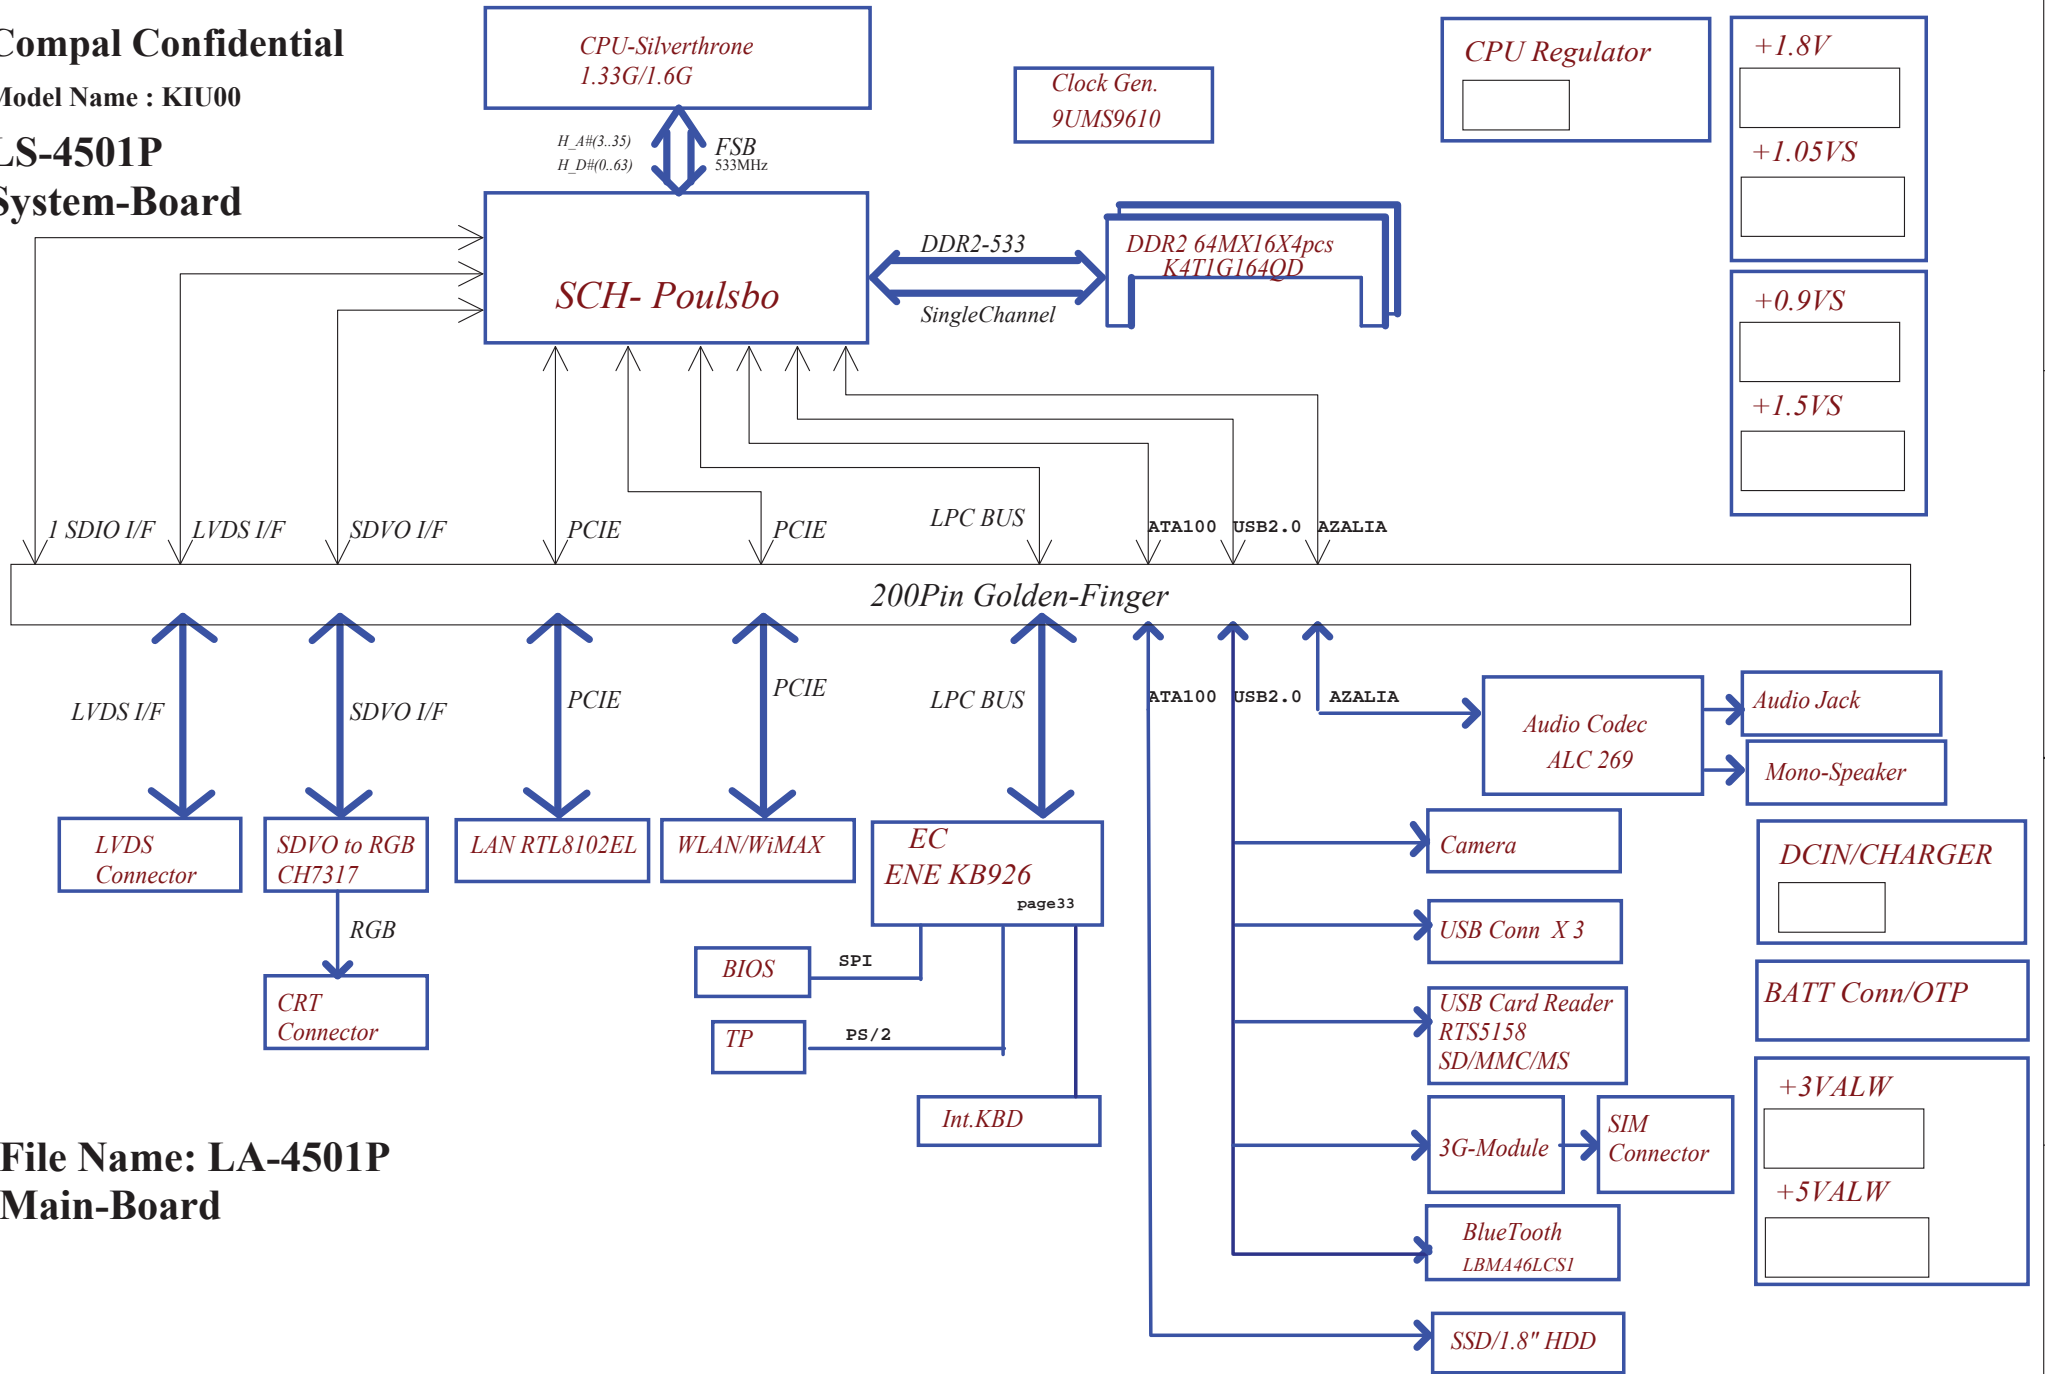 Compal Confidential
Model Name : KIU00
LS-4501P
System-Board
CPU-Silverthrone
1.33G/1.6G
H_A#(3..35)
H_D#(0..63)
FSB
533MHz
Clock Gen.
9UMS9610
CPU Regulator
+1.8V
+1.05VS
+0.9VS
+1.5VS
SCH- Poulsbo
DDR2-533
SingleChannel
DDR2 64MX16X4pcs
K4T1G164QD
1 SDIO I/F
LVDS I/F
SDVO I/F
PCIE
PCIE
LPC BUS
ATA100
USB2.0
AZALIA
200Pin Golden-Finger
LVDS I/F
SDVO I/F
PCIE
PCIE
LPC BUS
ATA100
USB2.0
AZALIA
Audio Codec
ALC 269
Audio Jack
Mono-Speaker
LVDS
Connector
SDVO to RGB
CH7317
LAN RTL8102EL
WLAN/WiMAX
EC
ENE KB926
page33
Camera
DCIN/CHARGER
RGB
CRT
Connector
BIOS
SPI
TP
PS/2
Int.KBD
USB Conn X 3
USB Card Reader
RTS5158
SD/MMC/MS
BATT Conn/OTP
3G-Module
SIM
Connector
+3VALW
+5VALW
BlueTooth
LBMA46LCS1
SSD/1.8" HDD
File Name: LA-4501P
Main-Board